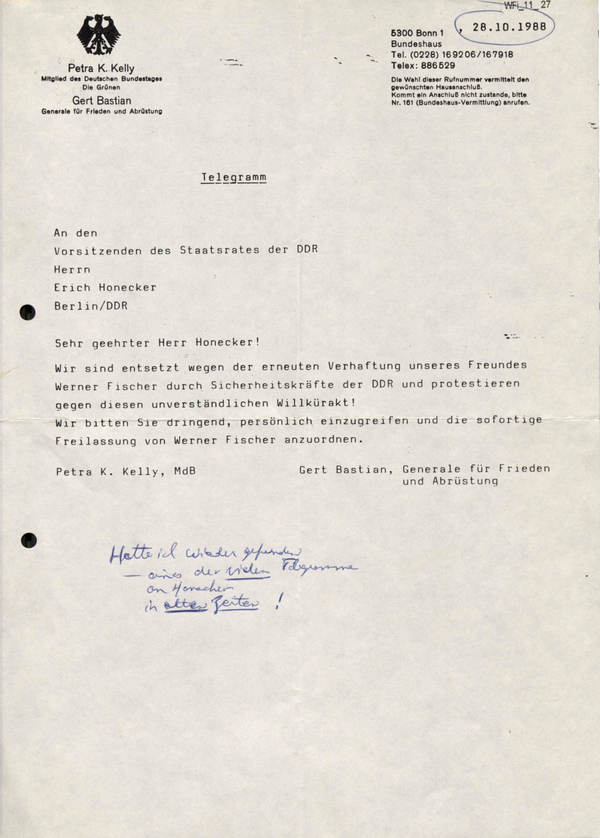 WFi_11_27
28.10.1988
Petra K. Kelly
Mitglied des Deutschen Bundestages
Die Grünen
Gert Bastian
Generale für Frieden und Abrüstung
5300 Bonn 1
Bundeshaus
Tel. (0228) 169206/167918
Telex: 886529
Die Wahl dieser Rufnummer vermittelt den
gewünschten Hausanschluß.
Kommt ein Anschluß nicht zustande, bitte
Nr. 161 (Bundeshaus-Vermittlung) anrufen.
Telegramm
An den
Vorsitzenden des Staatsrates der DDR
Herrn
Erich Honecker
Berlin/DDR
Sehr geehrter Herr Honecker!
Wir sind entsetzt wegen der erneuten Verhaftung unseres Freundes
Werner Fischer durch Sicherheitskräfte der DDR und protestieren
gegen diesen unverständlichen Willkürakt!
Wir bitten Sie dringend, persönlich einzugreifen und die sofortige
Freilassung von Werner Fischer anzuordnen.
Petra K. Kelly, MdB
Gert Bastian, Generale für Frieden
und Abrüstung
Hatte ich wieder gefunden
— eines der vielen Telegramme
an Honecker
in alten Zeiten !